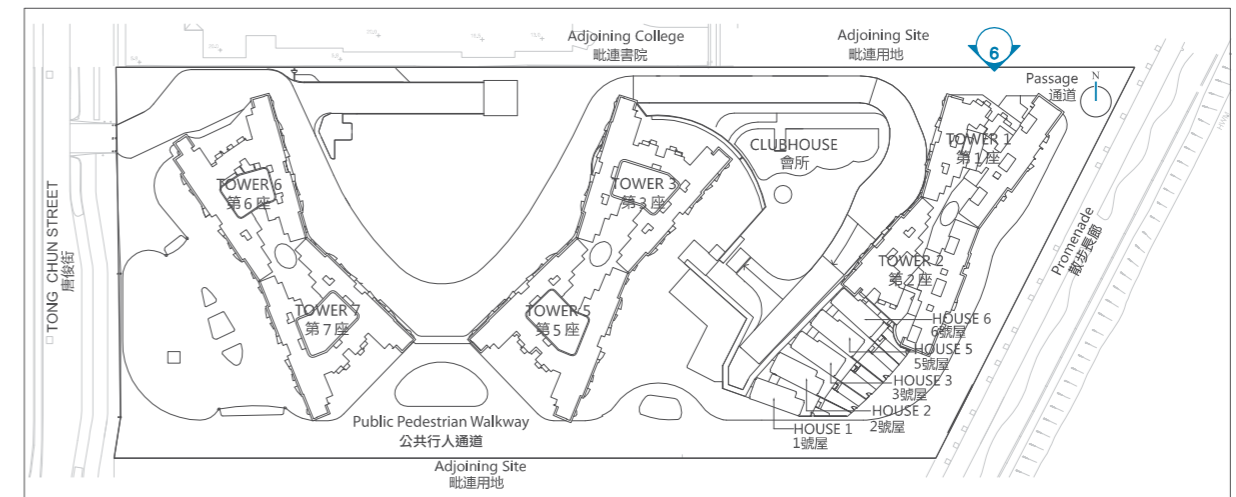 Adjoining College
毗連書院
Adjoining Site
毗連用地
6
Passage
通道
N
CLUBHOUSE
會所
TOWER 1
第1座
TOWER 6
第6座
TOWER 3
第3座
TONG CHUN STREET
唐俊街
Promenade
散步長廊
TOWER 2
第2座
TOWER 7
第7座
TOWER 5
第5座
HOUSE 6
6號屋
HOUSE 5
5號屋
HOUSE 3
3號屋
HOUSE 2
2號屋
HOUSE 1
1號屋
Public Pedestrian Walkway
公共行人通道
Adjoining Site
毗連用地